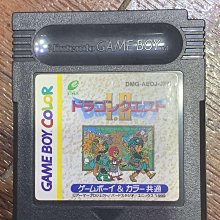 Nintendo GAME BOY
GAME BOY COLOR
DMG-AEDJ-JPN
ドラゴンクエスト
I・II
ゲームボーイ&カラー共通